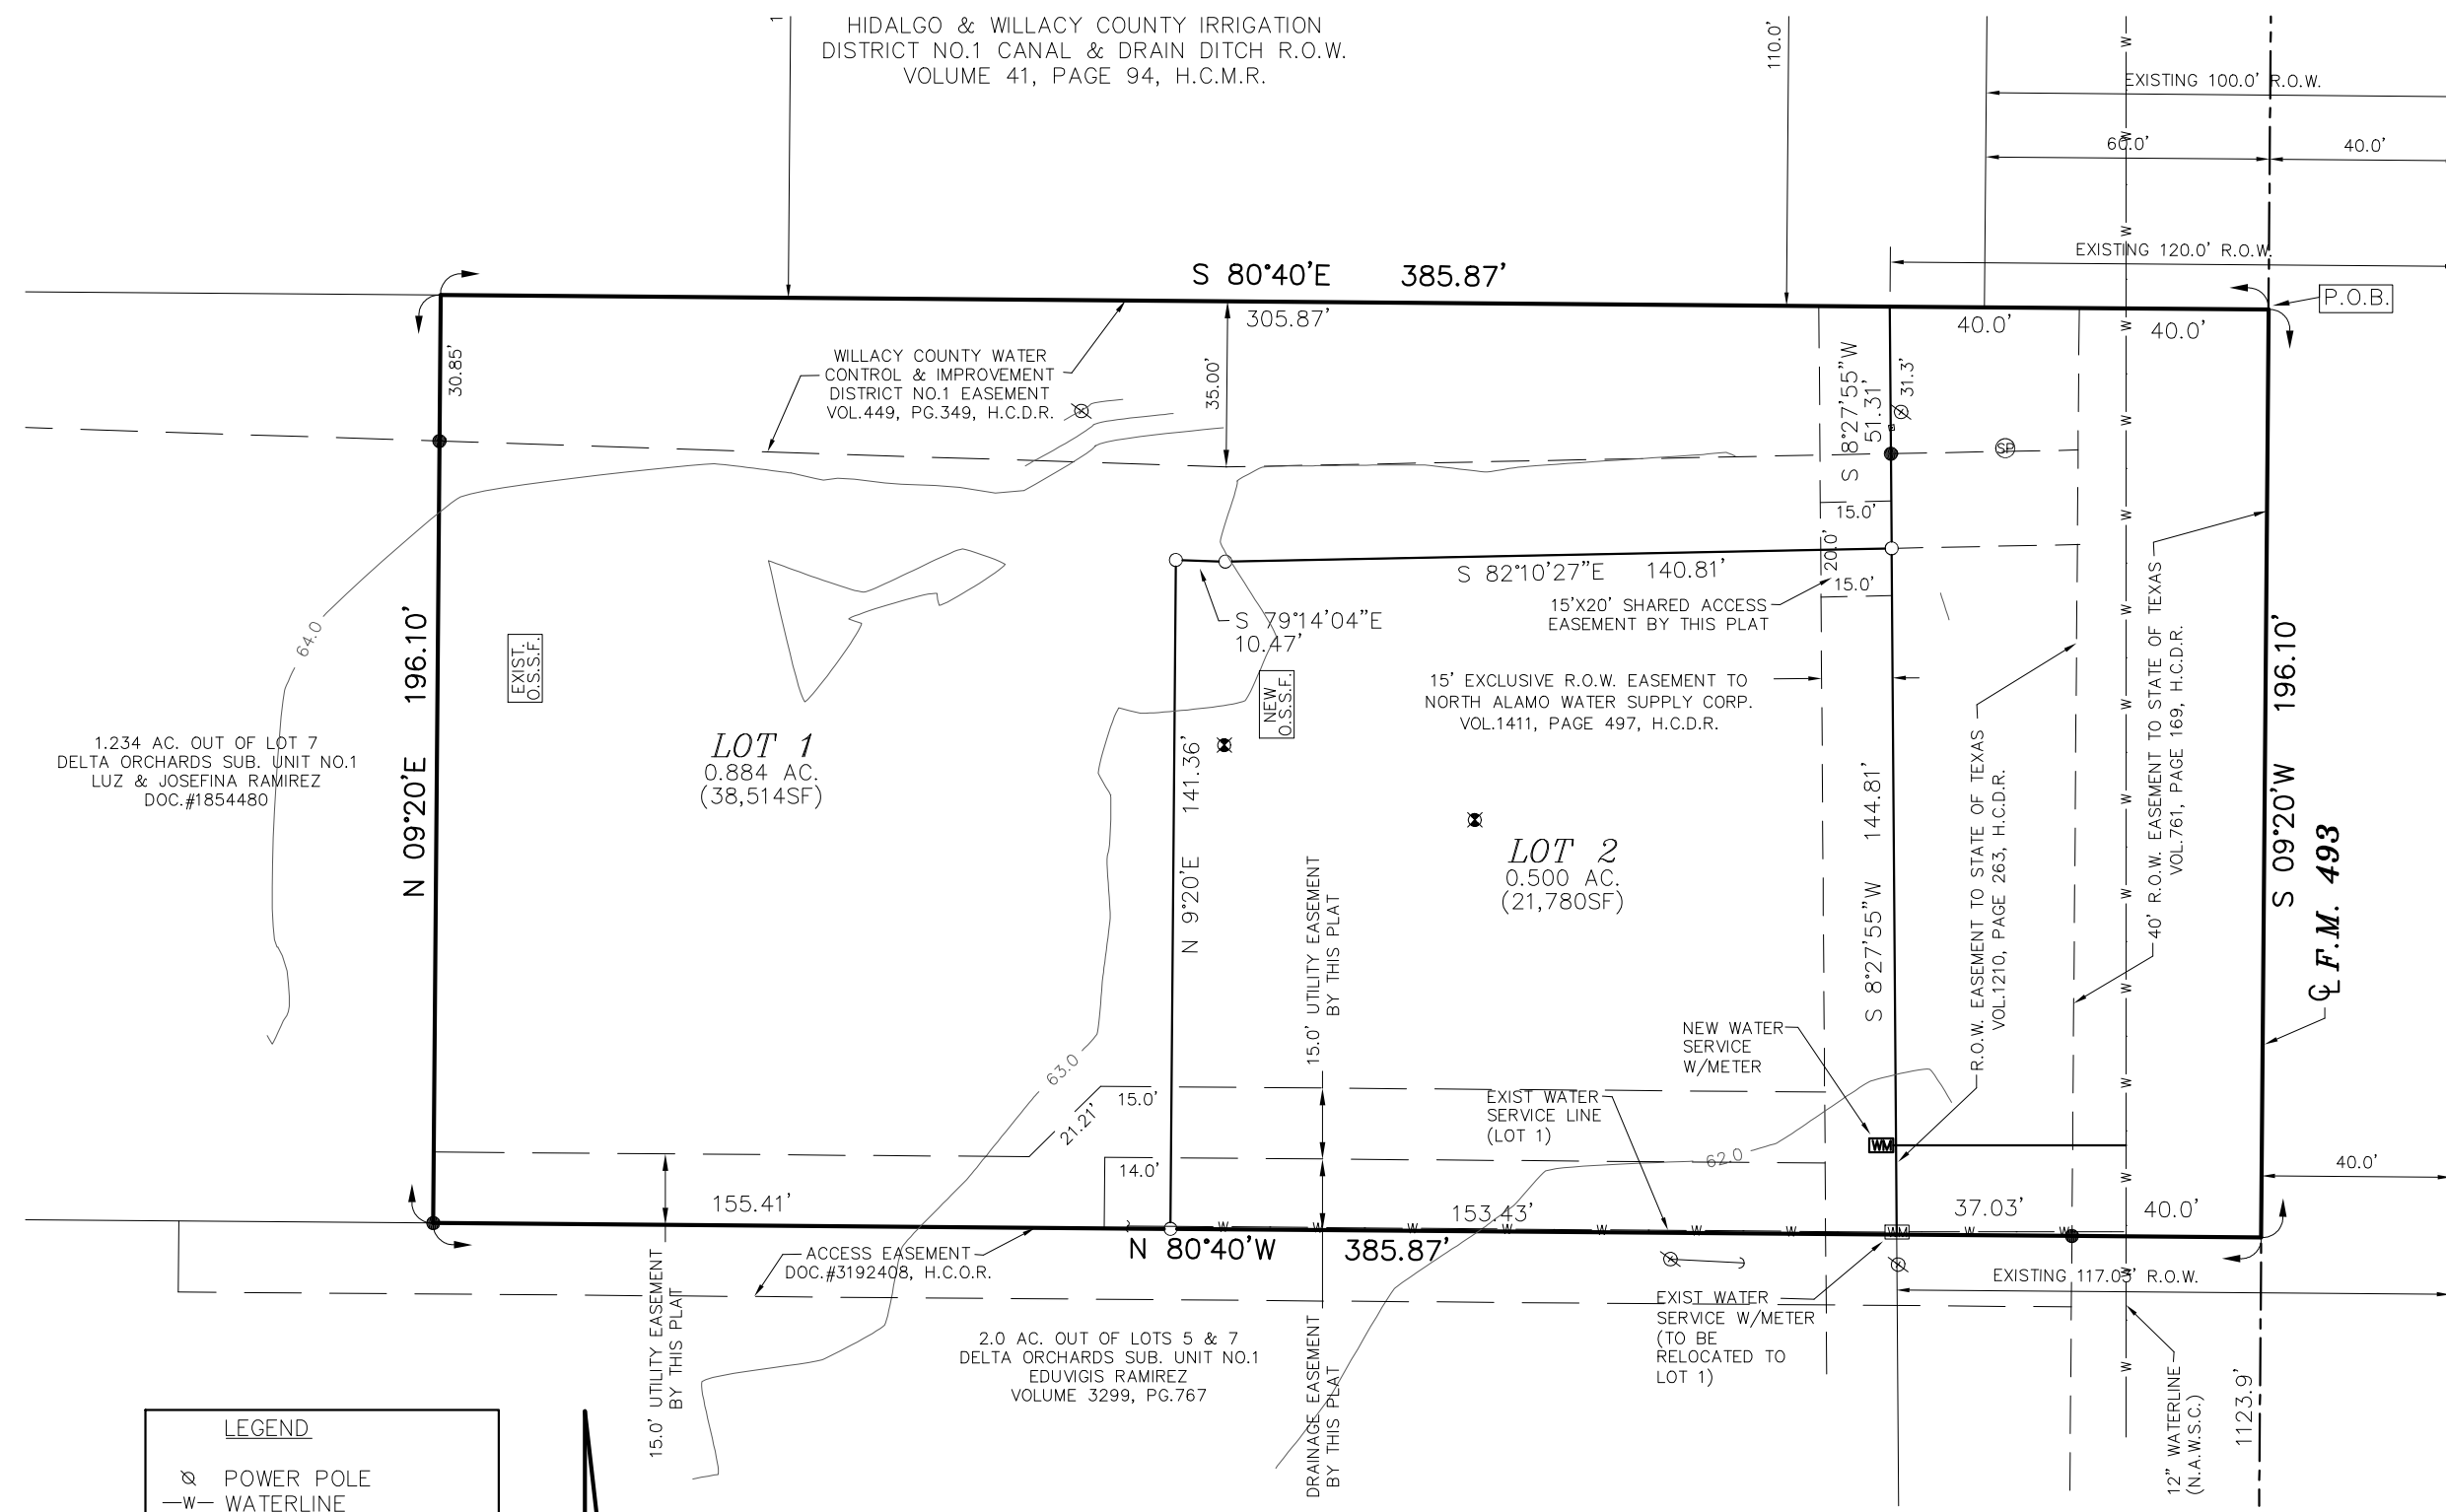 HIDALGO & WILLACY COUNTY IRRIGATION
DISTRICT NO.1 CANAL & DRAIN DITCH R.O.W.
VOLUME 41, PAGE 94, H.C.M.R.
1
110.0'
EXISTING 100.0' R.O.W.
60.0'
40.0'
EXISTING 120.0' R.O.W.
P.O.B.
S 80°40'E 385.87'
305.87'
40.0'
40.0'
30.85'
WILLACY COUNTY WATER
CONTROL & IMPROVEMENT
DISTRICT NO.1 EASEMENT
VOL.449, PG.349, H.C.D.R.
35.00'
S 8°27'55"W
51.31'
31.3'
SP
15.0'
20.0'
15.0'
S 82°10'27"E 140.81'
S 79°14'04"E
10.47'
15'X20' SHARED ACCESS
EASEMENT BY THIS PLAT
15' EXCLUSIVE R.O.W. EASEMENT TO
NORTH ALAMO WATER SUPPLY CORP.
VOL.1411, PAGE 497, H.C.D.R.
64.0
EXIST.
O.S.S.F.
NEW
O.S.S.F.
N 09°20'E 196.10'
1.234 AC. OUT OF LOT 7
DELTA ORCHARDS SUB. UNIT NO.1
LUZ & JOSEFINA RAMIREZ
DOC.#1854480
LOT 1
0.884 AC.
(38,514SF)
N 9°20'E 141.36'
LOT 2
0.500 AC.
(21,780SF)
S 8°27'55"W 144.81'
R.O.W. EASEMENT TO STATE OF TEXAS
VOL.1210, PAGE 263, H.C.D.R.
40' R.O.W. EASEMENT TO STATE OF TEXAS
VOL.761, PAGE 169, H.C.D.R.
S 09°20'W 196.10'
℄ F.M. 493
15.0' UTILITY EASEMENT
BY THIS PLAT
NEW WATER
SERVICE
W/METER
63.0
EXIST WATER
SERVICE LINE
(LOT 1)
15.0'
21.21'
14.0'
WM
62.0
40.0'
155.41'
153.43'
37.03'
40.0'
W W W W W W W
WM
W W
N 80°40'W 385.87'
ACCESS EASEMENT
DOC.#3192408, H.C.O.R.
15.0' UTILITY EASEMENT
BY THIS PLAT
EXISTING 117.03' R.O.W.
EXIST WATER
SERVICE W/METER
(TO BE
RELOCATED TO
LOT 1)
2.0 AC. OUT OF LOTS 5 & 7
DELTA ORCHARDS SUB. UNIT NO.1
EDUVIGIS RAMIREZ
VOLUME 3299, PG.767
DRAINAGE EASEMENT
BY THIS PLAT
12" WATERLINE
(N.A.W.S.C.)
1123.9'
W W W W W W W W W W W W W W W
LEGEND
POWER POLE
W WATERLINE